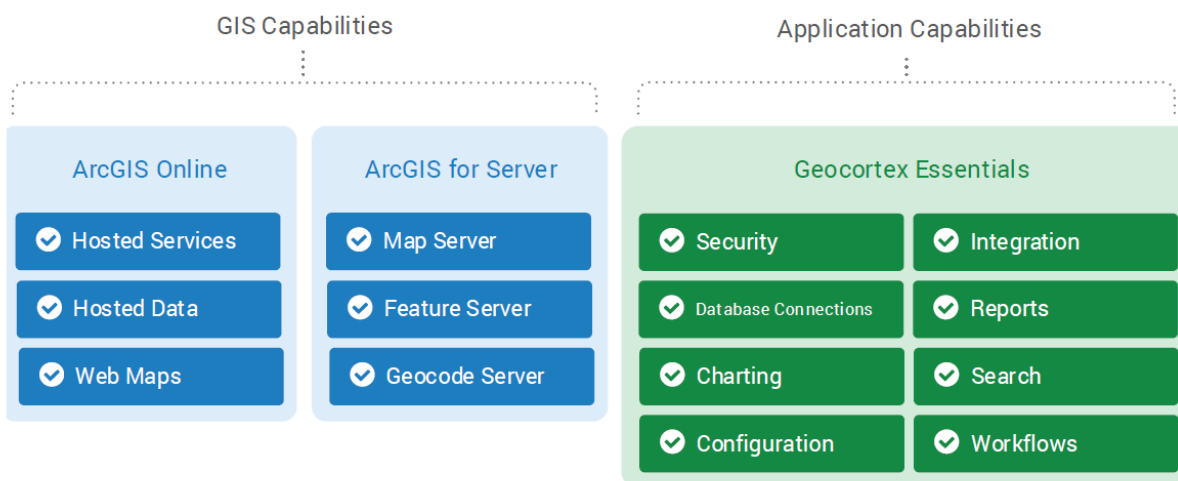 GIS Capabilities
Application Capabilities
ArcGIS Online
Hosted Services
Hosted Data
Web Maps
ArcGIS for Server
Map Server
Feature Server
Geocode Server
Geocortex Essentials
Security
Integration
Database Connections
Reports
Charting
Search
Configuration
Workflows